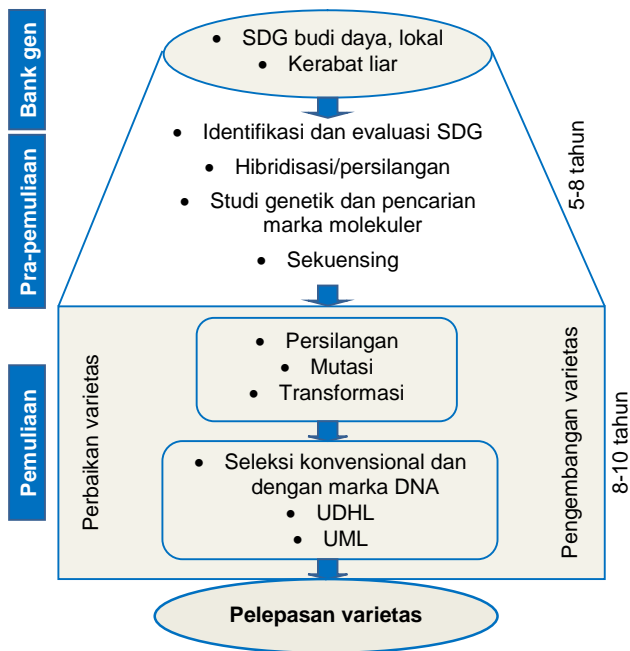 Bank gen
• SDG budi daya, lokal
• Kerabat liar
Pra-pemuliaan
• Identifikasi dan evaluasi SDG
• Hibridisasi/persilangan
• Studi genetik dan pencarian
marka molekuler
• Sekuensing
5-8 tahun
Pemuliaan
Perbaikan varietas
• Persilangan
• Mutasi
• Transformasi
• Seleksi konvensional dan
dengan marka DNA
• UDHL
• UML
Pengembangan varietas
8-10 tahun
Pelepasan varietas